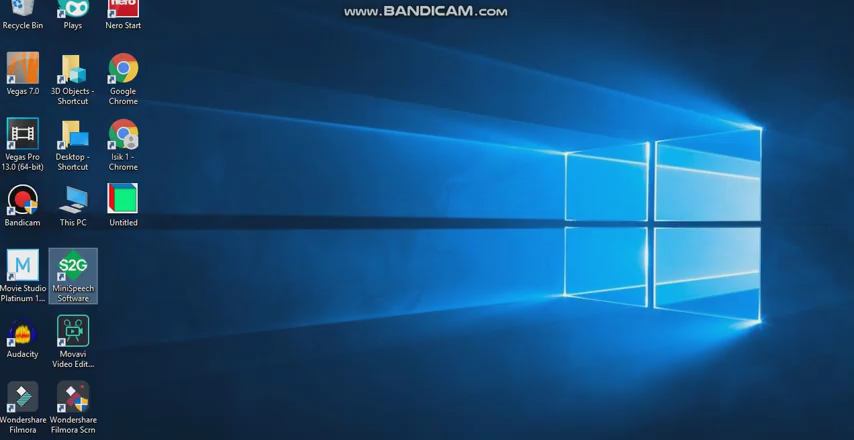 www.BANDICAM.com
Recycle Bin
Plays
Nero
Nero Start
Vegas 7.0
3D Objects -
Shortcut
Google
Chrome
Vegas Pro
13.0 (64-bit)
Desktop -
Shortcut
Isik 1 -
Chrome
Bandicam
This PC
Untitled
M
Movie Studio
Platinum 1...
S2G
MiniSpeech
Software
Audacity
Movavi
Video Edit...
Wondershare
Filmora
Wondershare
Filmora Scrn